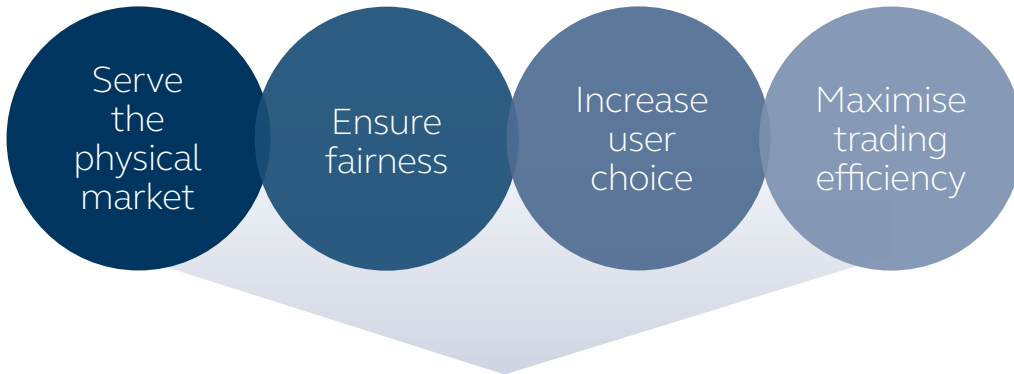 Serve
the
physical
market
Ensure
fairness
Increase
user
choice
Maximise
trading
efficiency